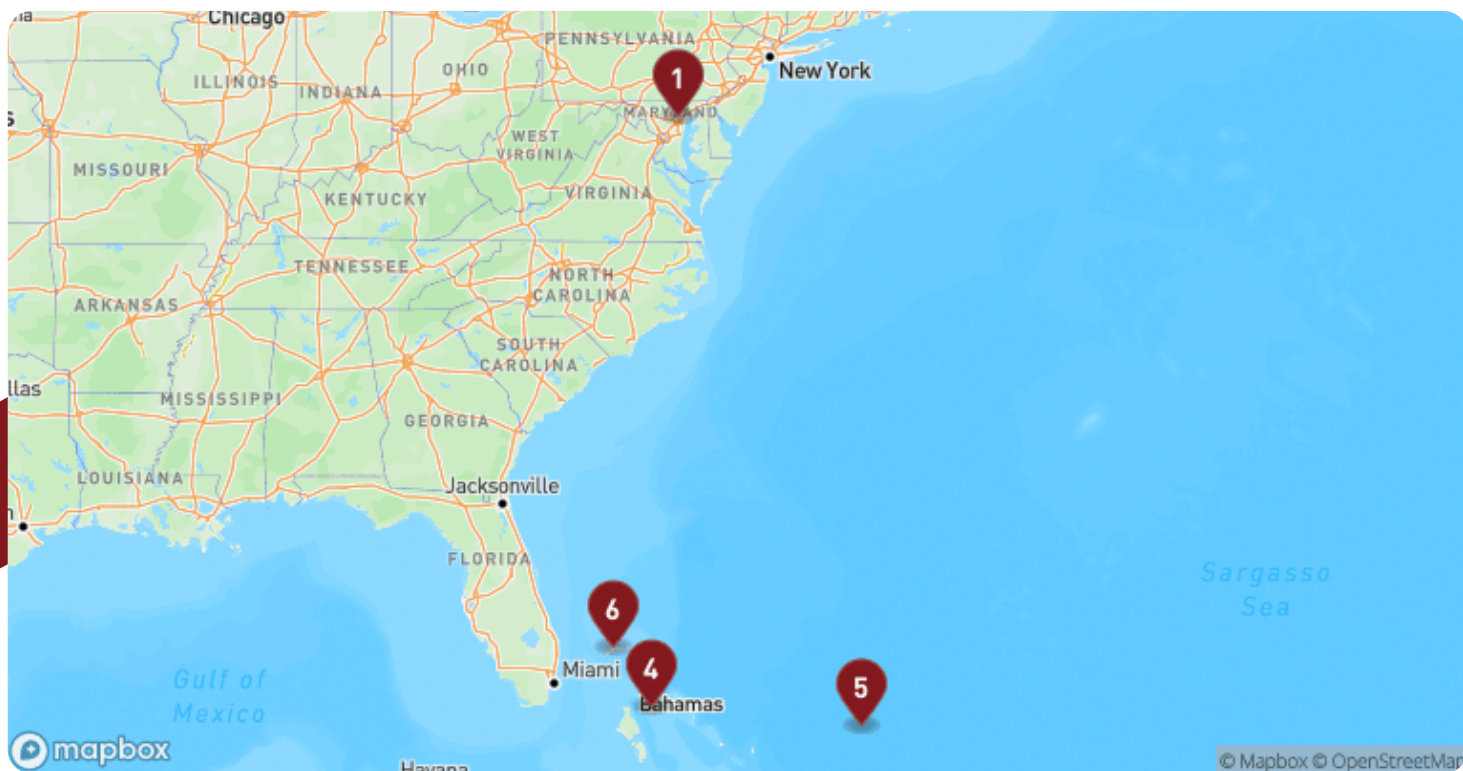 Chicago
PENNSYLVANIA
New York
OHIO
ILLINOIS
INDIANA
1
MARYLAND
WEST
VIRGINIA
MISSOURI
KENTUCKY
VIRGINIA
TENNESSEE
NORTH
CAROLINA
ARKANSAS
SOUTH
CAROLINA
llas
MISSISSIPPI
GEORGIA
LOUISIANA
Jacksonville
FLORIDA
Sargasso
Sea
6
Miami
4
5
Gulf of
Mexico
Bahamas
mapbox
Havana
© Mapbox © OpenStreetMap